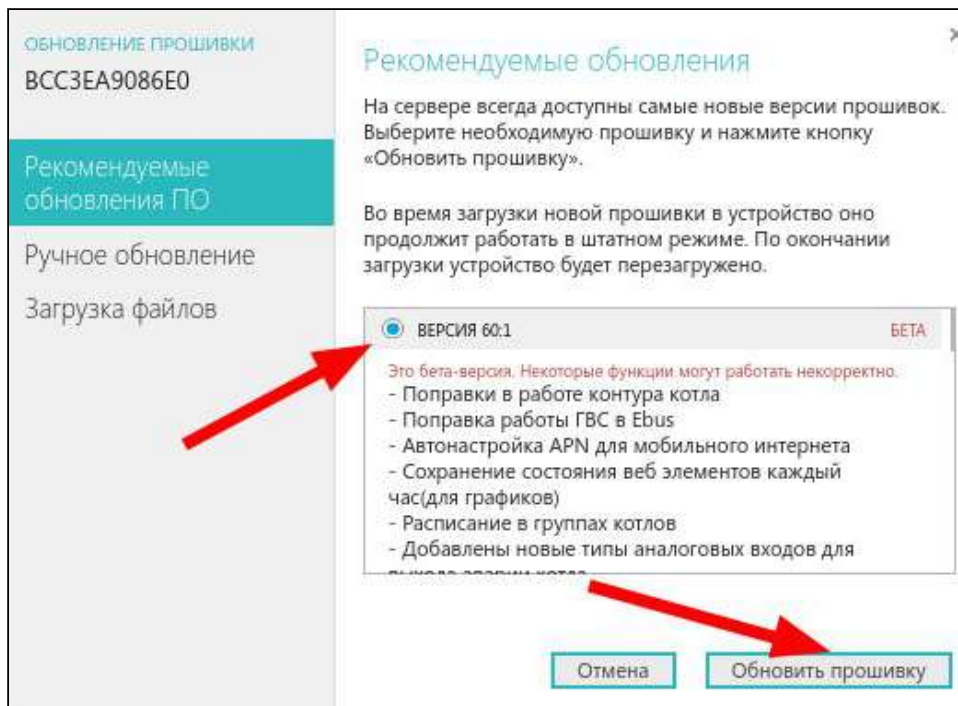 ОБНОВЛЕНИЕ ПРОШИВКИ
BCC3EA9086E0
Рекомендуемые
обновления ПО
Ручное обновление
Загрузка файлов
Рекомендуемые обновления
На сервере всегда доступны самые новые версии прошивок.
Выберите необходимую прошивку и нажмите кнопку
«Обновить прошивку».
Во время загрузки новой прошивки в устройство оно
продолжит работать в штатном режиме. По окончании
загрузки устройство будет перезагружено.
ВЕРСИЯ 60:1 БЕТА
Это бета-версия. Некоторые функции могут работать некорректно.
- Поправки в работе контура котла
- Поправка работы ГВС в Ebus
- Автонастройка APN для мобильного интернета
- Сохранение состояния веб элементов каждый
час(для графиков)
- Расписание в группах котлов
- Добавлены новые типы аналоговых входов для
выхода аварии котла
Отмена Обновить прошивку